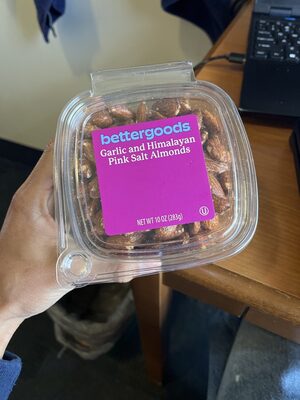 bettergoods
Garlic and Himalayan
Pink Salt Almonds
NET WT 10 OZ (283g)
U